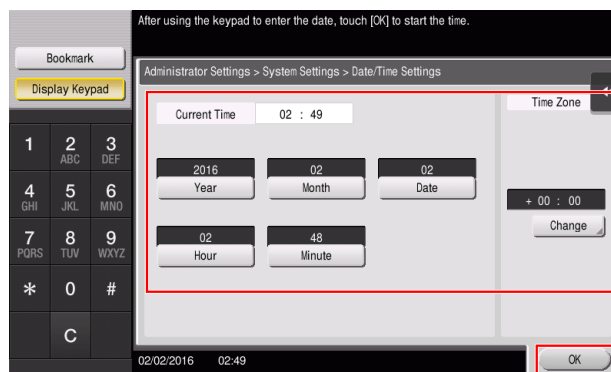 After using the keypad to enter the date, touch [OK] to start the time.
Bookmark
Display Keypad
Administrator Settings > System Settings > Date/Time Settings
Current Time 02 : 49
Time Zone
1 2 3
ABC DEF
4 5 6
GHI JKL MNO
7 8 9
PQRS TUV WXYZ
* 0 #
C
2016 02 02
Year Month Date
+ 00 : 00
Change
02 48
Hour Minute
02/02/2016 02:49
OK